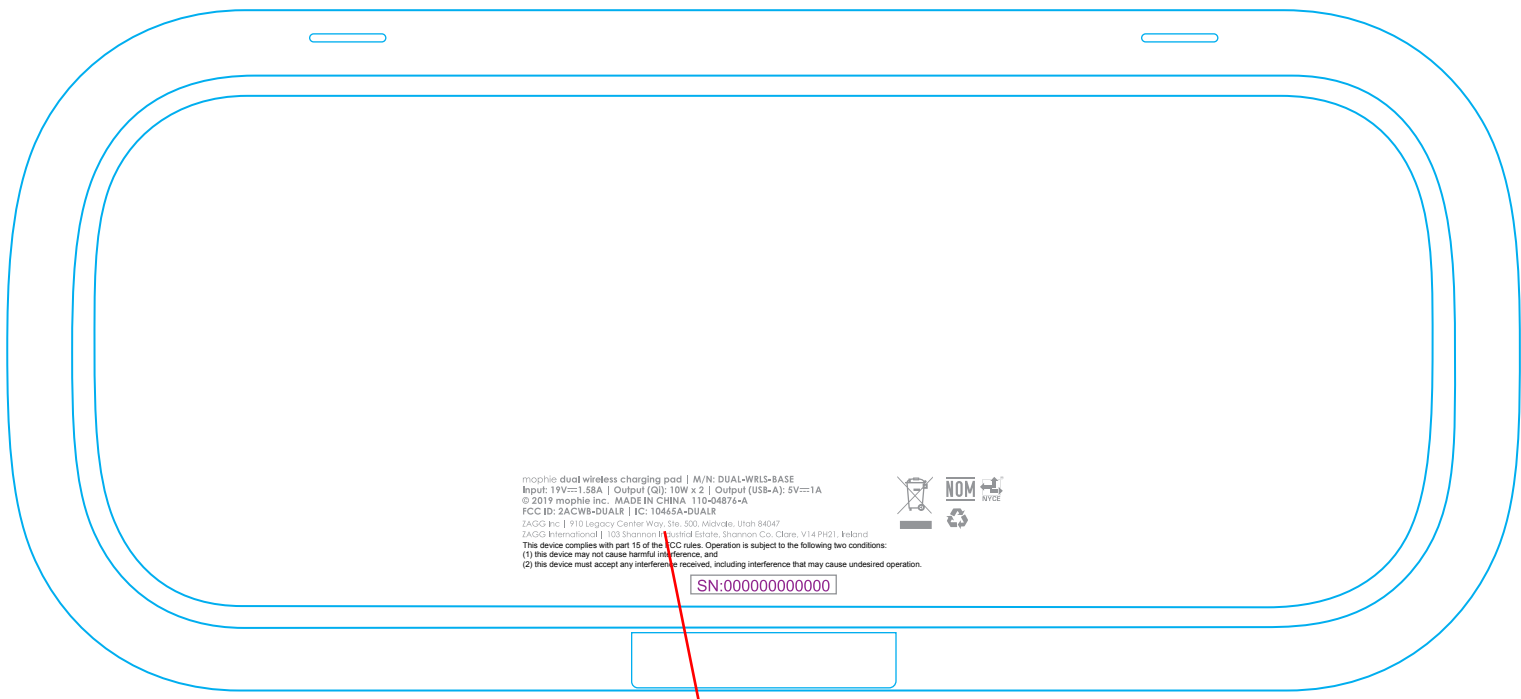 mophie dual wireless charging pad | M/N: DUAL-WRLS-BASE
Input: 19V⎓1.58A | Output (Qi): 10W x 2 | Output (USB-A): 5V⎓1A
© 2019 mophie inc. MADE IN CHINA 110-04876-A
FCC ID: 2ACWB-DUALR | IC: 10465A-DUALR
ZAGG Inc | 910 Legacy Center Way, Ste. 500, Midvale, Utah 84047
ZAGG International | 103 Shannon Industrial Estate, Shannon Co. Clare, V14 PH21, Ireland
This device complies with part 15 of the FCC rules. Operation is subject to the following two conditions:
(1) this device may not cause harmful interference, and
(2) this device must accept any interference received, including interference that may cause undesired operation.
SN:000000000000
NOM
NYCE